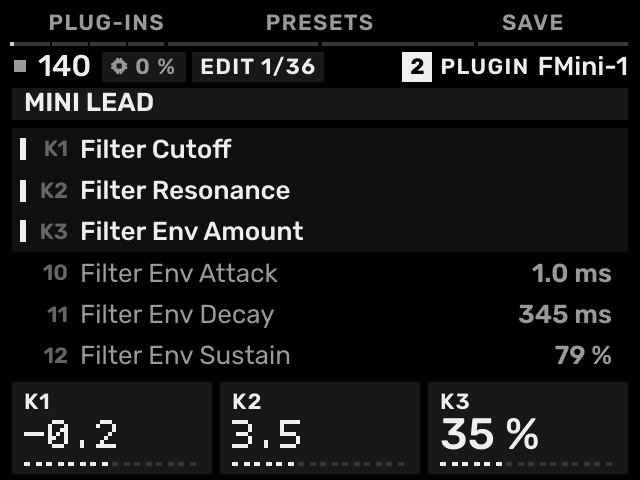 PLUG-INS PRESETS SAVE
140 0 % EDIT 1/36 2 PLUGIN FMini-1
MINI LEAD
K1 Filter Cutoff
K2 Filter Resonance
K3 Filter Env Amount
10 Filter Env Attack 1.0 ms
11 Filter Env Decay 345 ms
12 Filter Env Sustain 79 %
K1 K2 K3
-0.2 3.5 35 %